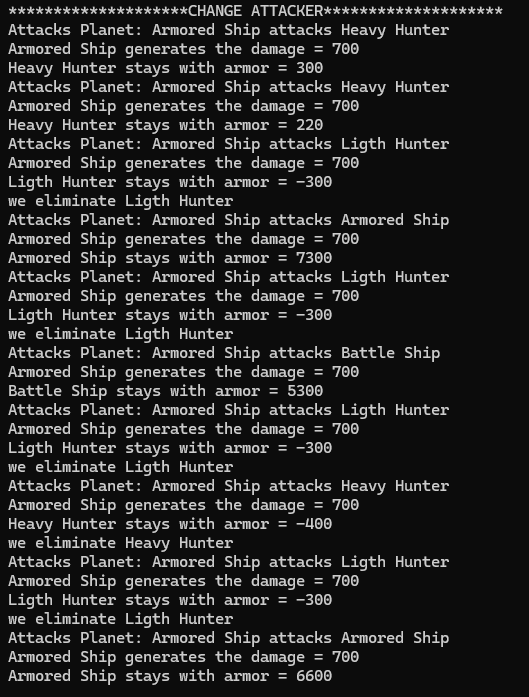 ********************CHANGE ATTACKER********************
Attacks Planet: Armored Ship attacks Heavy Hunter
Armored Ship generates the damage = 700
Heavy Hunter stays with armor = 300
Attacks Planet: Armored Ship attacks Heavy Hunter
Armored Ship generates the damage = 700
Heavy Hunter stays with armor = 220
Attacks Planet: Armored Ship attacks Ligth Hunter
Armored Ship generates the damage = 700
Ligth Hunter stays with armor = -300
we eliminate Ligth Hunter
Attacks Planet: Armored Ship attacks Armored Ship
Armored Ship generates the damage = 700
Armored Ship stays with armor = 7300
Attacks Planet: Armored Ship attacks Ligth Hunter
Armored Ship generates the damage = 700
Ligth Hunter stays with armor = -300
we eliminate Ligth Hunter
Attacks Planet: Armored Ship attacks Battle Ship
Armored Ship generates the damage = 700
Battle Ship stays with armor = 5300
Attacks Planet: Armored Ship attacks Ligth Hunter
Armored Ship generates the damage = 700
Ligth Hunter stays with armor = -300
we eliminate Ligth Hunter
Attacks Planet: Armored Ship attacks Heavy Hunter
Armored Ship generates the damage = 700
Heavy Hunter stays with armor = -400
we eliminate Heavy Hunter
Attacks Planet: Armored Ship attacks Ligth Hunter
Armored Ship generates the damage = 700
Ligth Hunter stays with armor = -300
we eliminate Ligth Hunter
Attacks Planet: Armored Ship attacks Armored Ship
Armored Ship generates the damage = 700
Armored Ship stays with armor = 6600